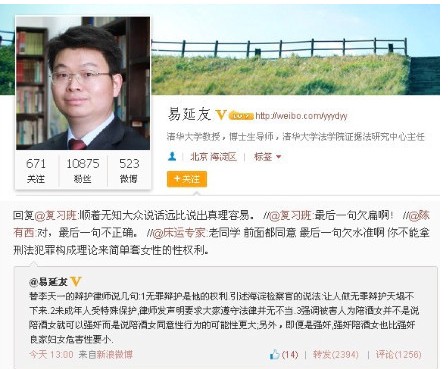 易延友 V http://weibo.com/yyydyy
清华大学教授，博士生导师，清华大学法学院证据法研究中心主任
北京 海淀区 标签
+ 关注
671 10875 523
关注 粉丝 微博
回复@复习班:顺着无知大众说话远比说出真理容易。 //@复习班:最后一句欠扁啊！ //@陈
有西:对，最后一句不正确。 //@床运专家:老同学 前面都同意 最后一句欠水准啊 你不能拿
刑法犯罪构成理论来简单套女性的性权利。
@易延友 V
替李天一的辩护律师说几句:1无罪辩护是他的权利.引述海淀检察官的说法:让人做无罪辩护天塌不
下来.2未成年人受特殊保护,律师发声明要求大家遵守法律并无不当.3强调被害人为陪酒女并不是说
陪酒女就可以强奸而是说陪酒女同意性行为的可能性更大;另外，即便是强奸,强奸陪酒女也比强奸
良家妇女危害性要小.
今天 13:00 来自新浪微博 (14) | 转发(2394) | 评论(1256)